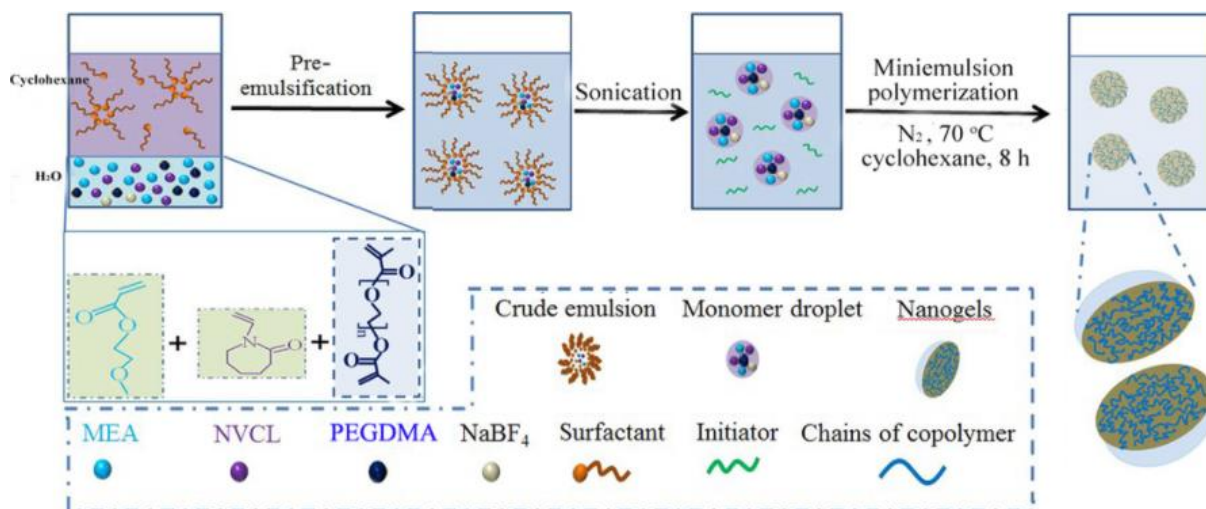 Cyclohexane
H₂O
Pre-
emulsification
Sonication
Miniemulsion
polymerization
N₂, 70 °C
cyclohexane, 8 h
O
O
O
+
N
O
+
O
O
n
O
O
Crude emulsion
Monomer droplet
Nanogels
MEA
NVCL
PEGDMA
NaBF₄
Surfactant
Initiator
Chains of copolymer